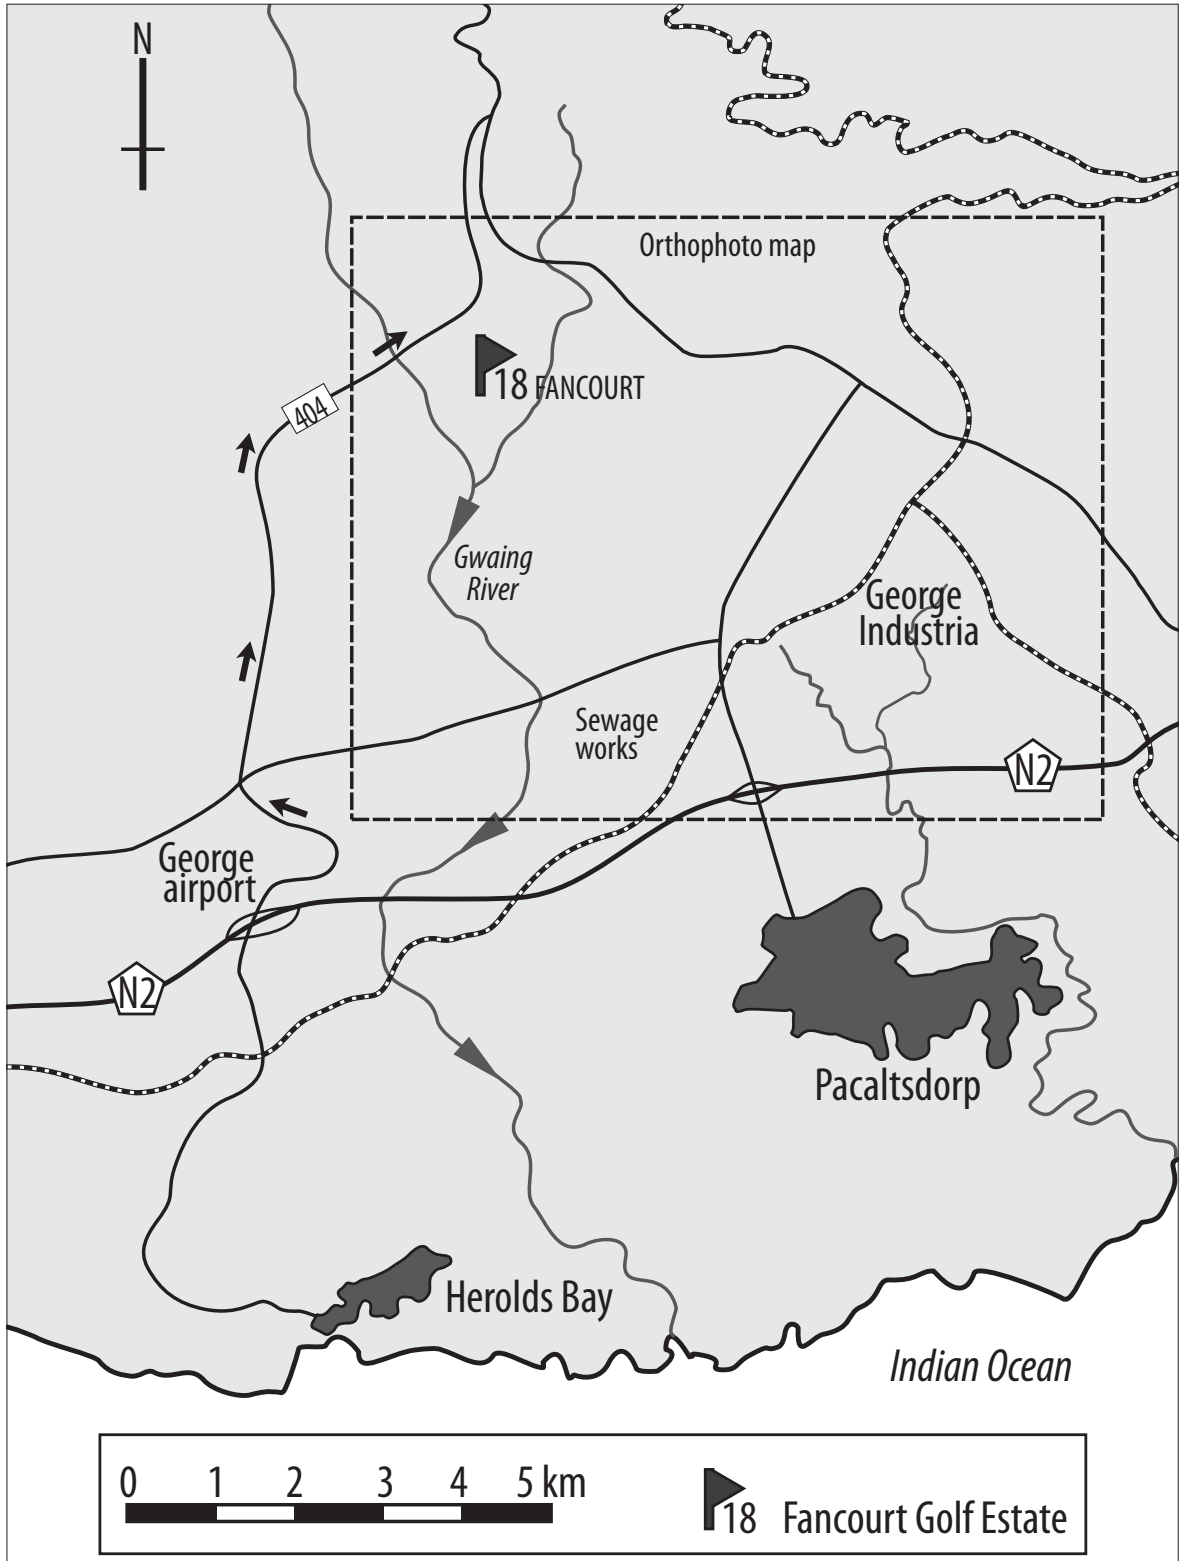 N
Orthophoto map
18 FANCOURT
404
Gwaing
River
George
Industria
Sewage
works
N2
George
airport
N2
Pacaltsdorp
Herolds Bay
Indian Ocean
0 1 2 3 4 5 km
18 Fancourt Golf Estate